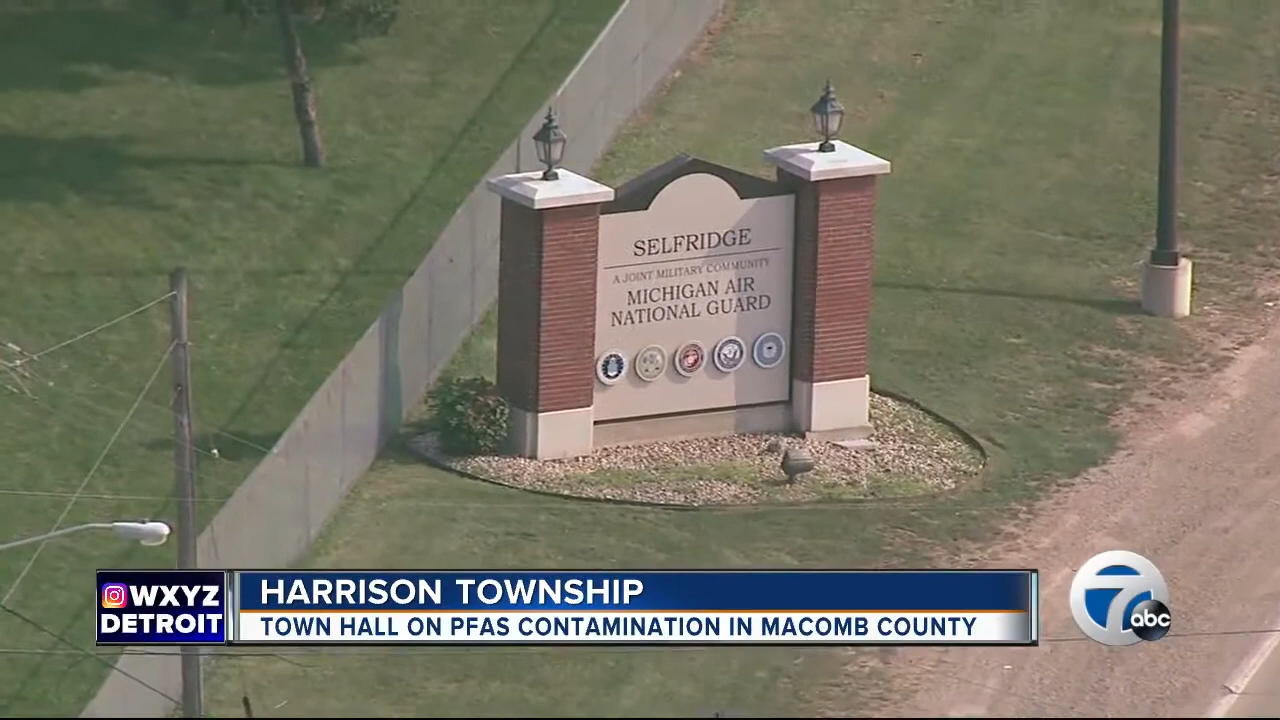 SELFRIDGE
A JOINT MILITARY COMMUNITY
MICHIGAN AIR
NATIONAL GUARD
WXYZ
DETROIT
HARRISON TOWNSHIP
TOWN HALL ON PFAS CONTAMINATION IN MACOMB COUNTY
7
abc